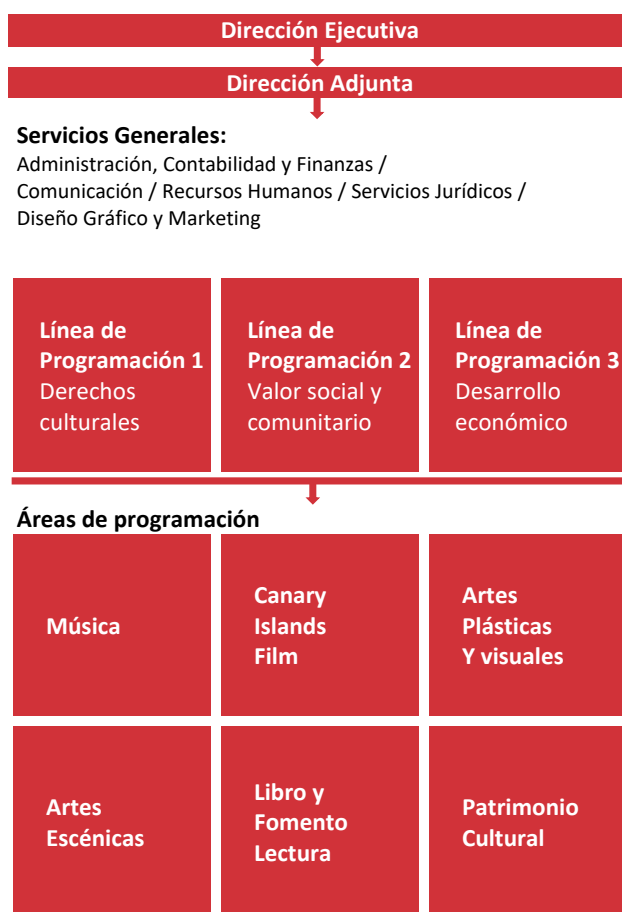 Dirección Ejecutiva
Dirección Adjunta
Servicios Generales:
Administración, Contabilidad y Finanzas /
Comunicación / Recursos Humanos / Servicios Jurídicos /
Diseño Gráfico y Marketing
Línea de
Programación 1
Derechos
culturales
Línea de
Programación 2
Valor social y
comunitario
Línea de
Programación 3
Desarrollo
económico
Áreas de programación
Música
Canary
Islands
Film
Artes
Plásticas
Y visuales
Artes
Escénicas
Libro y
Fomento
Lectura
Patrimonio
Cultural